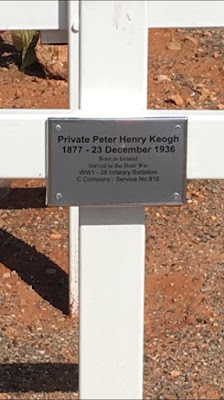 Private Peter Henry Keogh
1877 - 23 December 1936
Born in Ireland
Served in the Boer War
WW1 - 28 Infantry Battalion
C Company - Service No 812